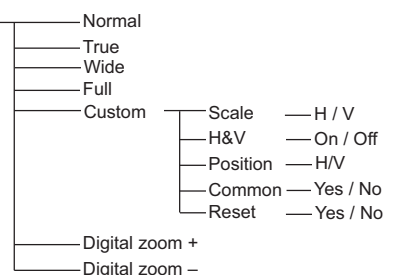 Normal
True
Wide
Full
Custom
Scale
H / V
H&V
On / Off
Position
H/V
Common
Yes / No
Reset
Yes / No
Digital zoom +
Digital zoom –